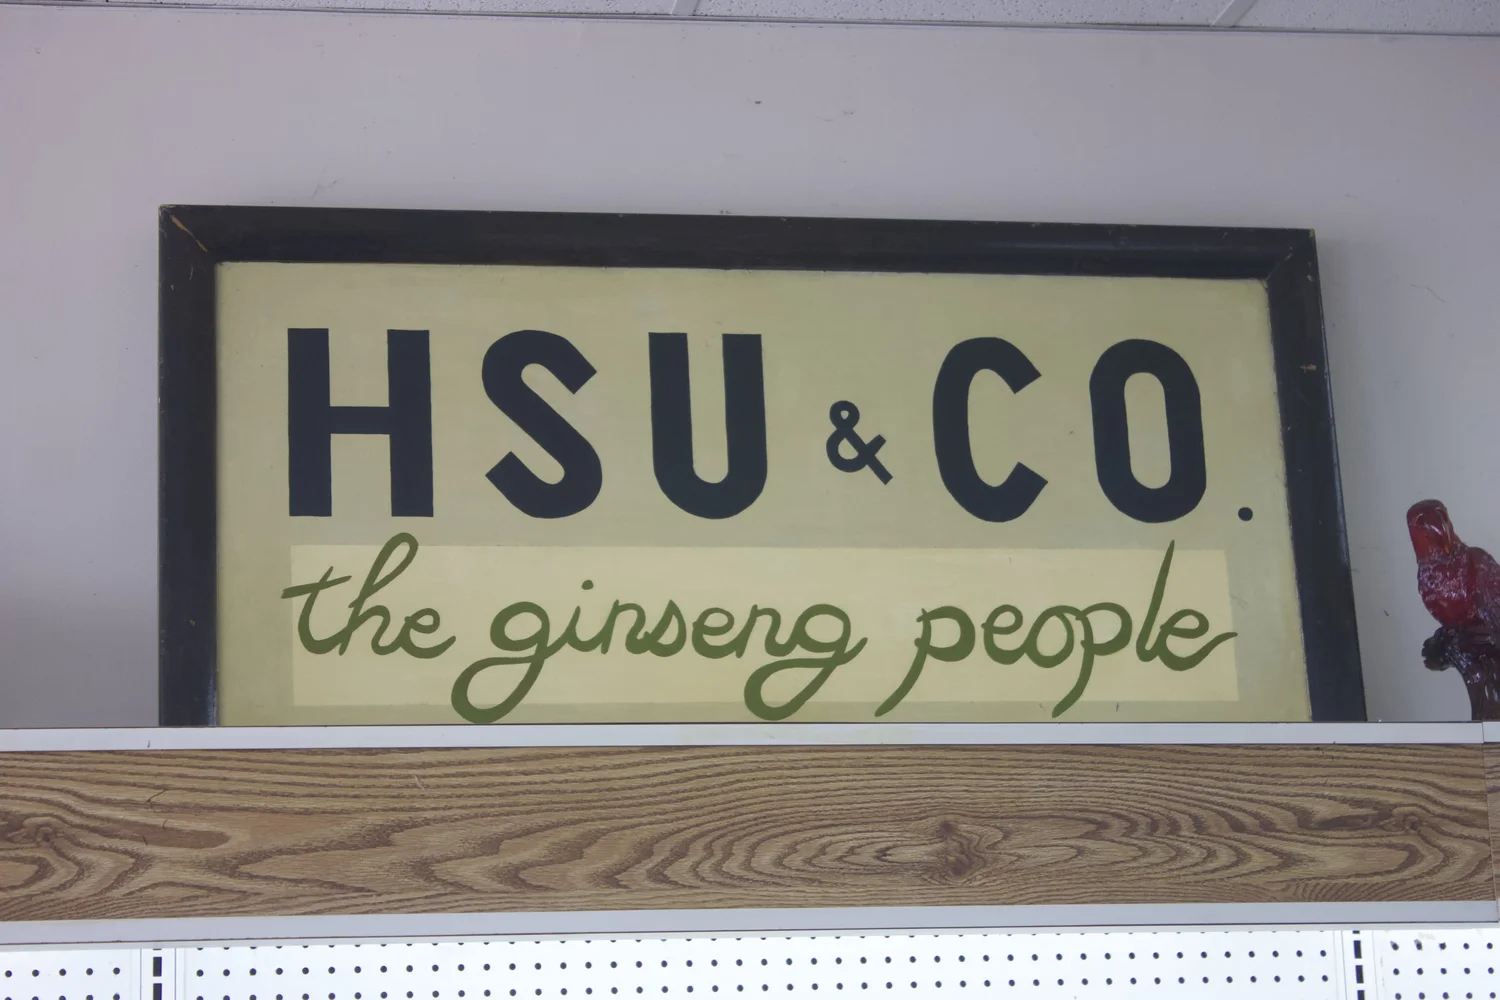 HSU & CO.
the ginseng people